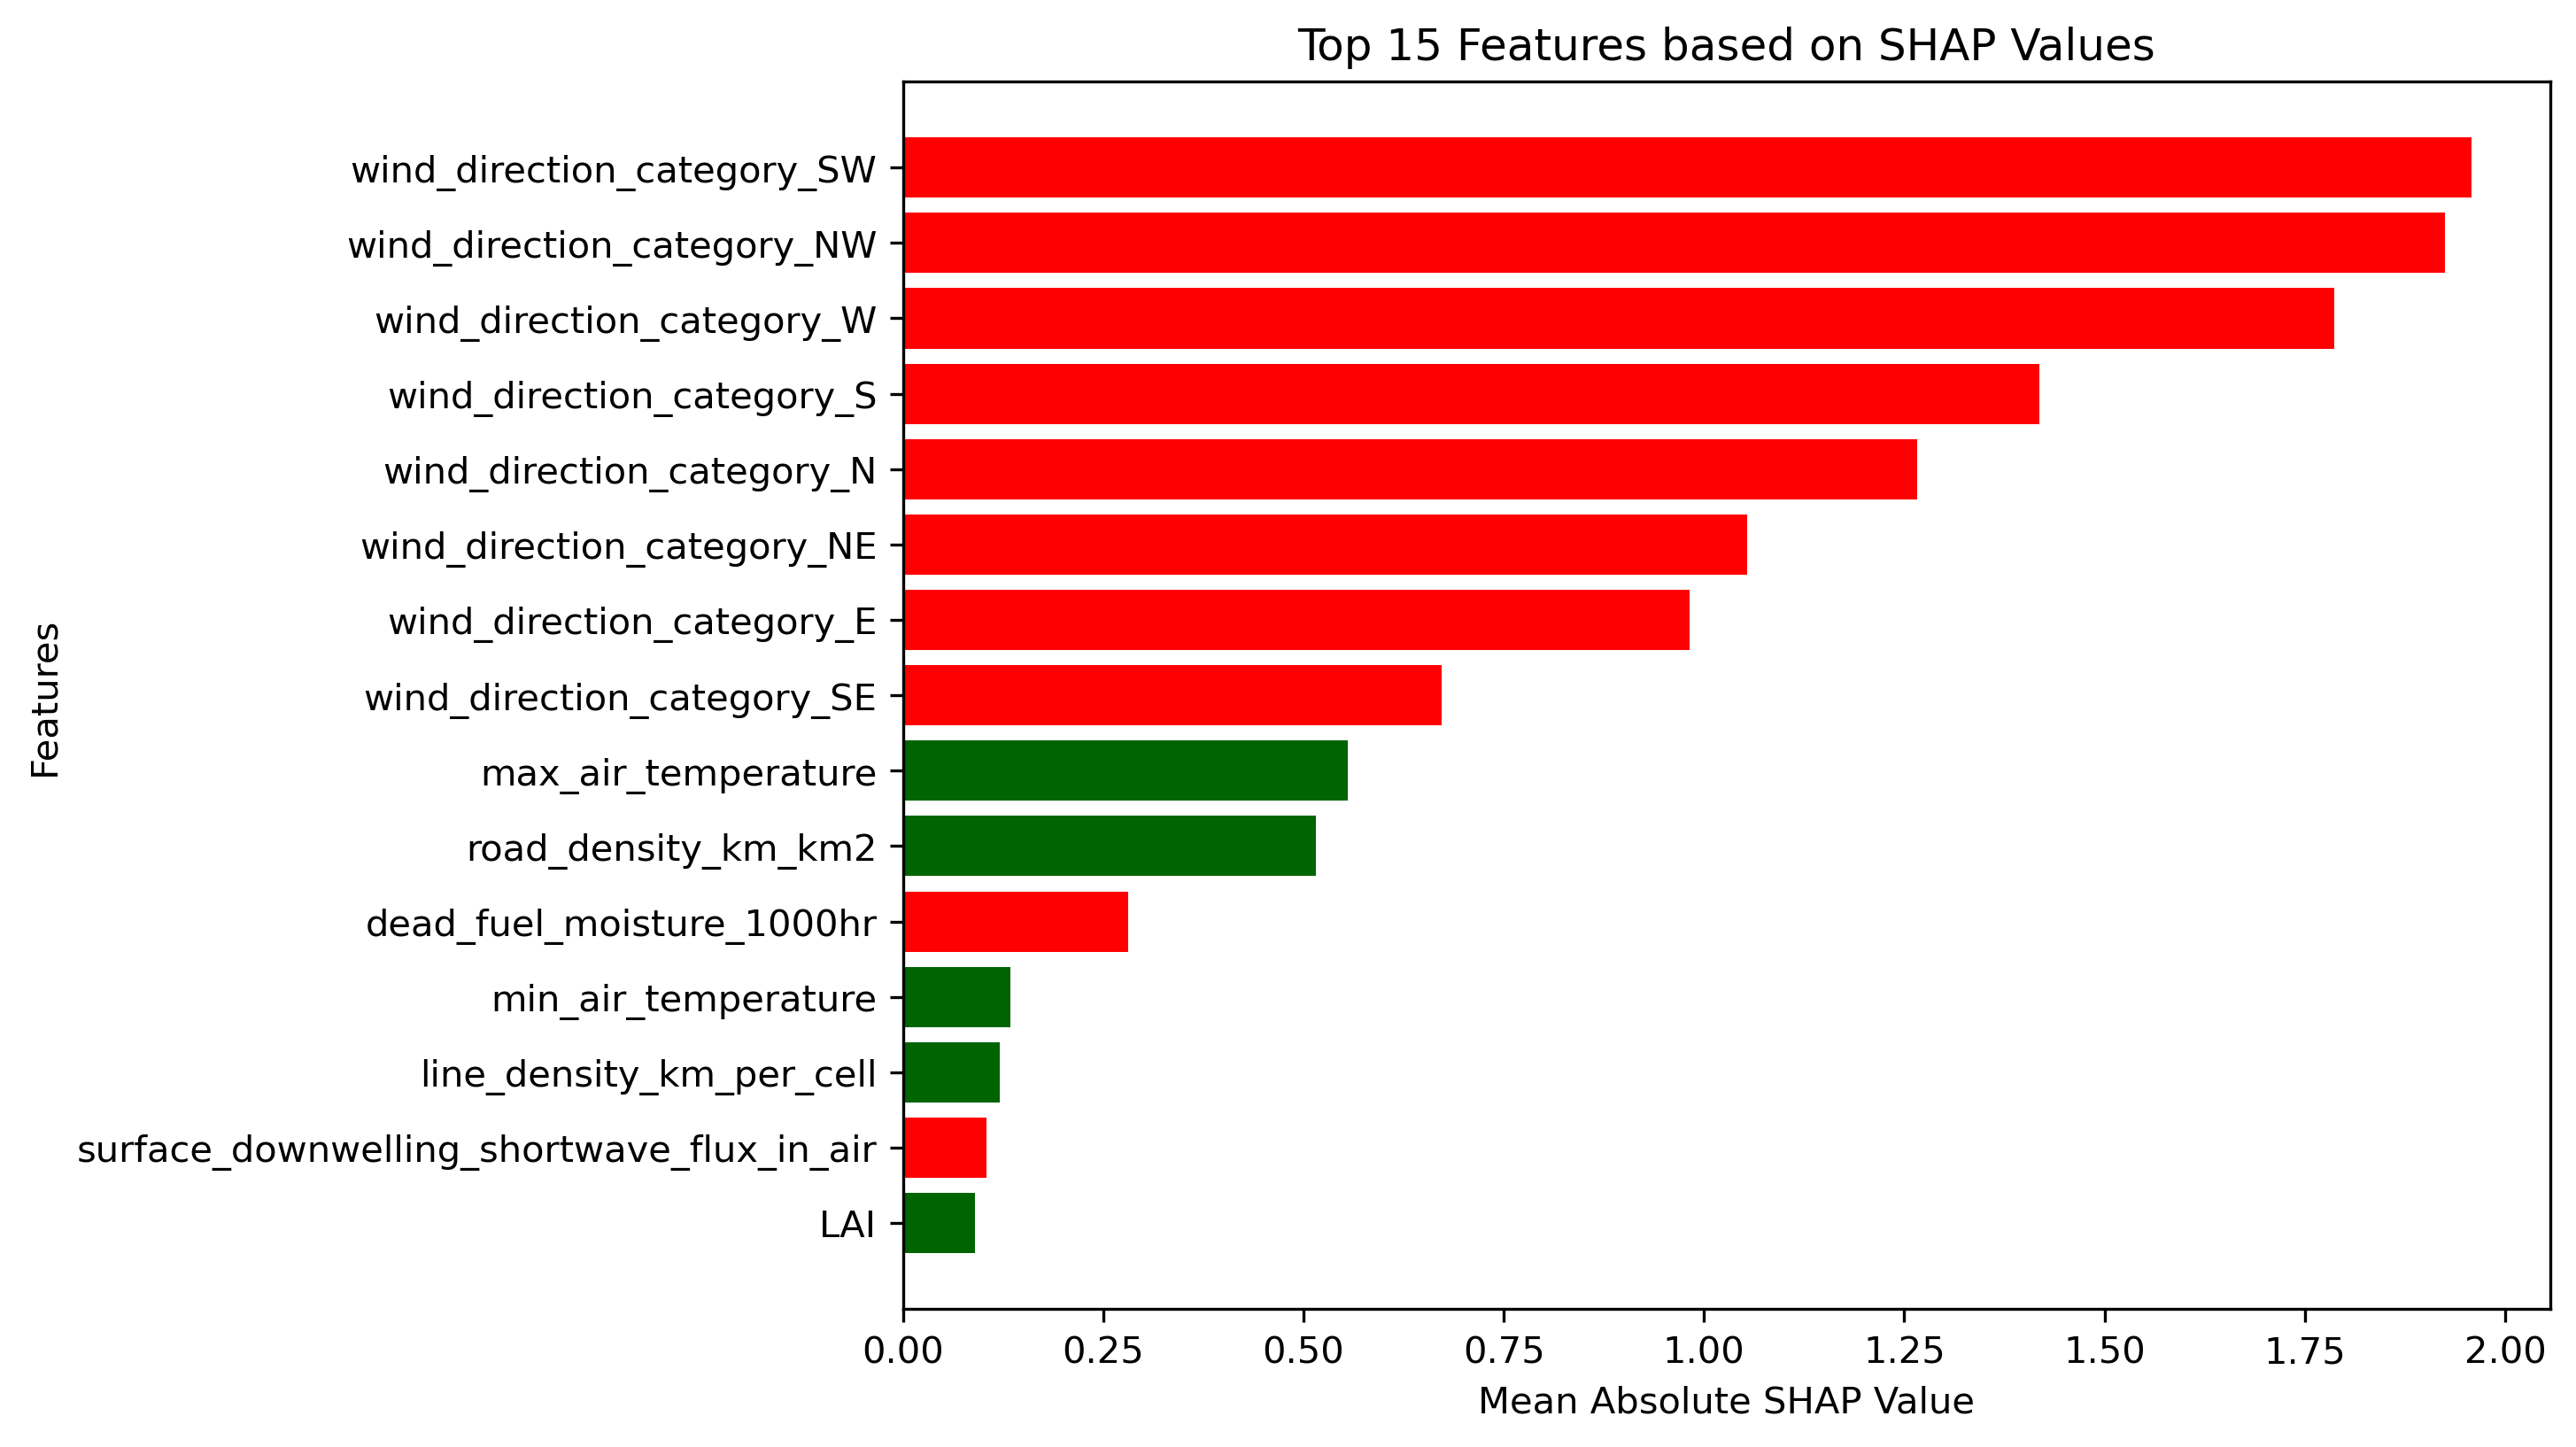 Top 15 Features based on SHAP Values
wind_direction_category_SW
wind_direction_category_NW
wind_direction_category_W
wind_direction_category_S
wind_direction_category_N
wind_direction_category_NE
wind_direction_category_E
wind_direction_category_SE
max_air_temperature
road_density_km_km2
dead_fuel_moisture_1000hr
min_air_temperature
line_density_km_per_cell
surface_downwelling_shortwave_flux_in_air
LAI
Features
0.00 0.25 0.50 0.75 1.00 1.25 1.50 1.75 2.00
Mean Absolute SHAP Value